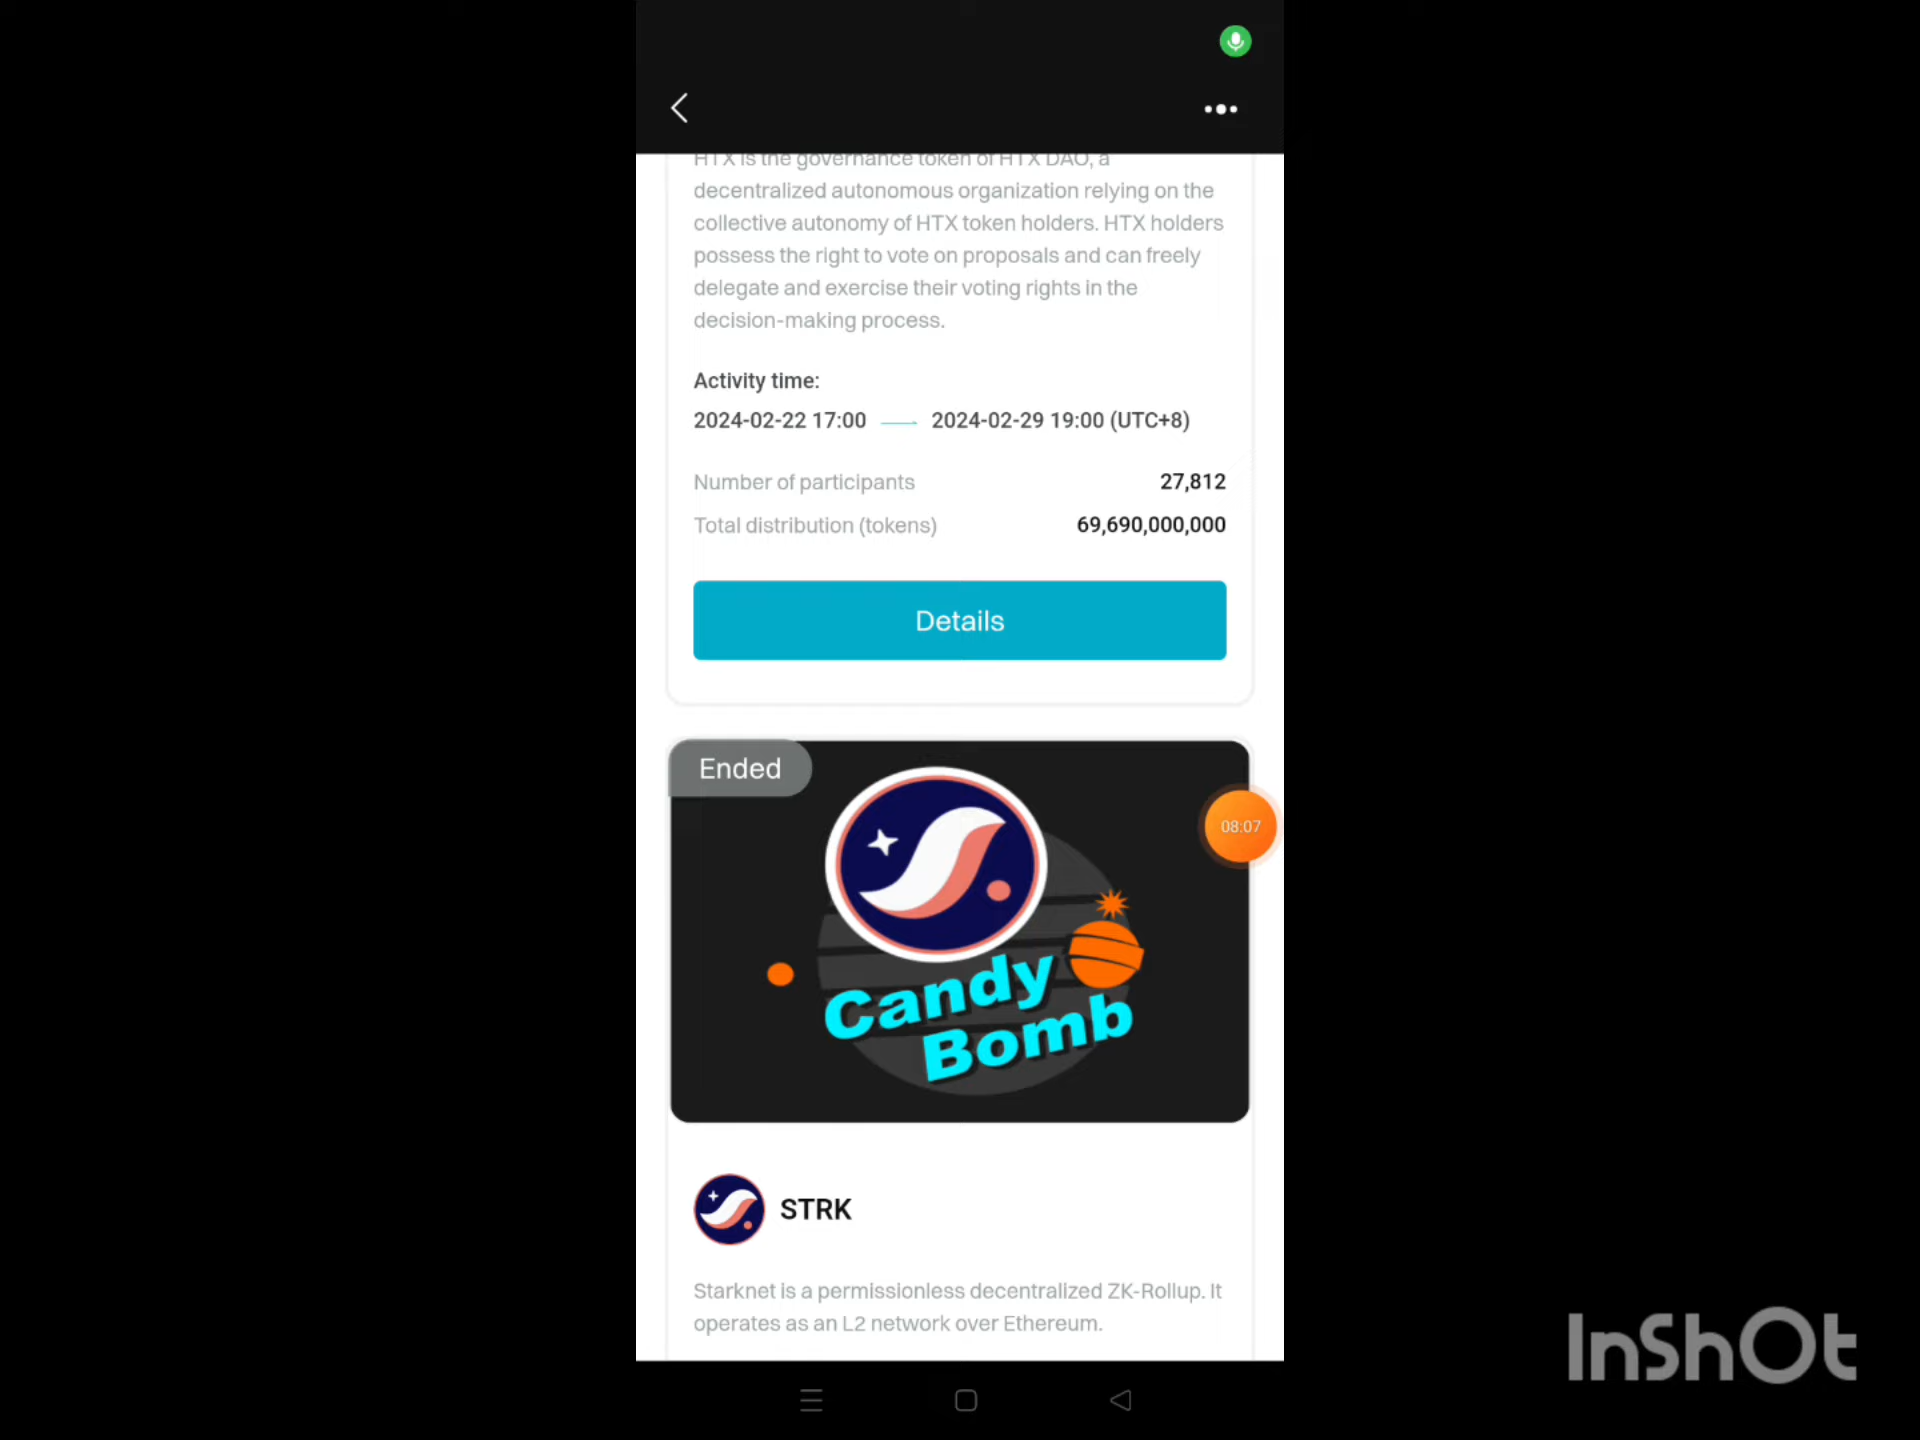 HTX is the governance token of HTX DAO, a
decentralized autonomous organization relying on the
collective autonomy of HTX token holders. HTX holders
possess the right to vote on proposals and can freely
delegate and exercise their voting rights in the
decision-making process.
Activity time:
2024-02-22 17:00 2024-02-29 19:00 (UTC+8)
Number of participants 27,812
Total distribution (tokens) 69,690,000,000
Details
Ended
08:07
Candy
Bomb
STRK
Starknet is a permissionless decentralized ZK-Rollup. It
operates as an L2 network over Ethereum.
InShOt